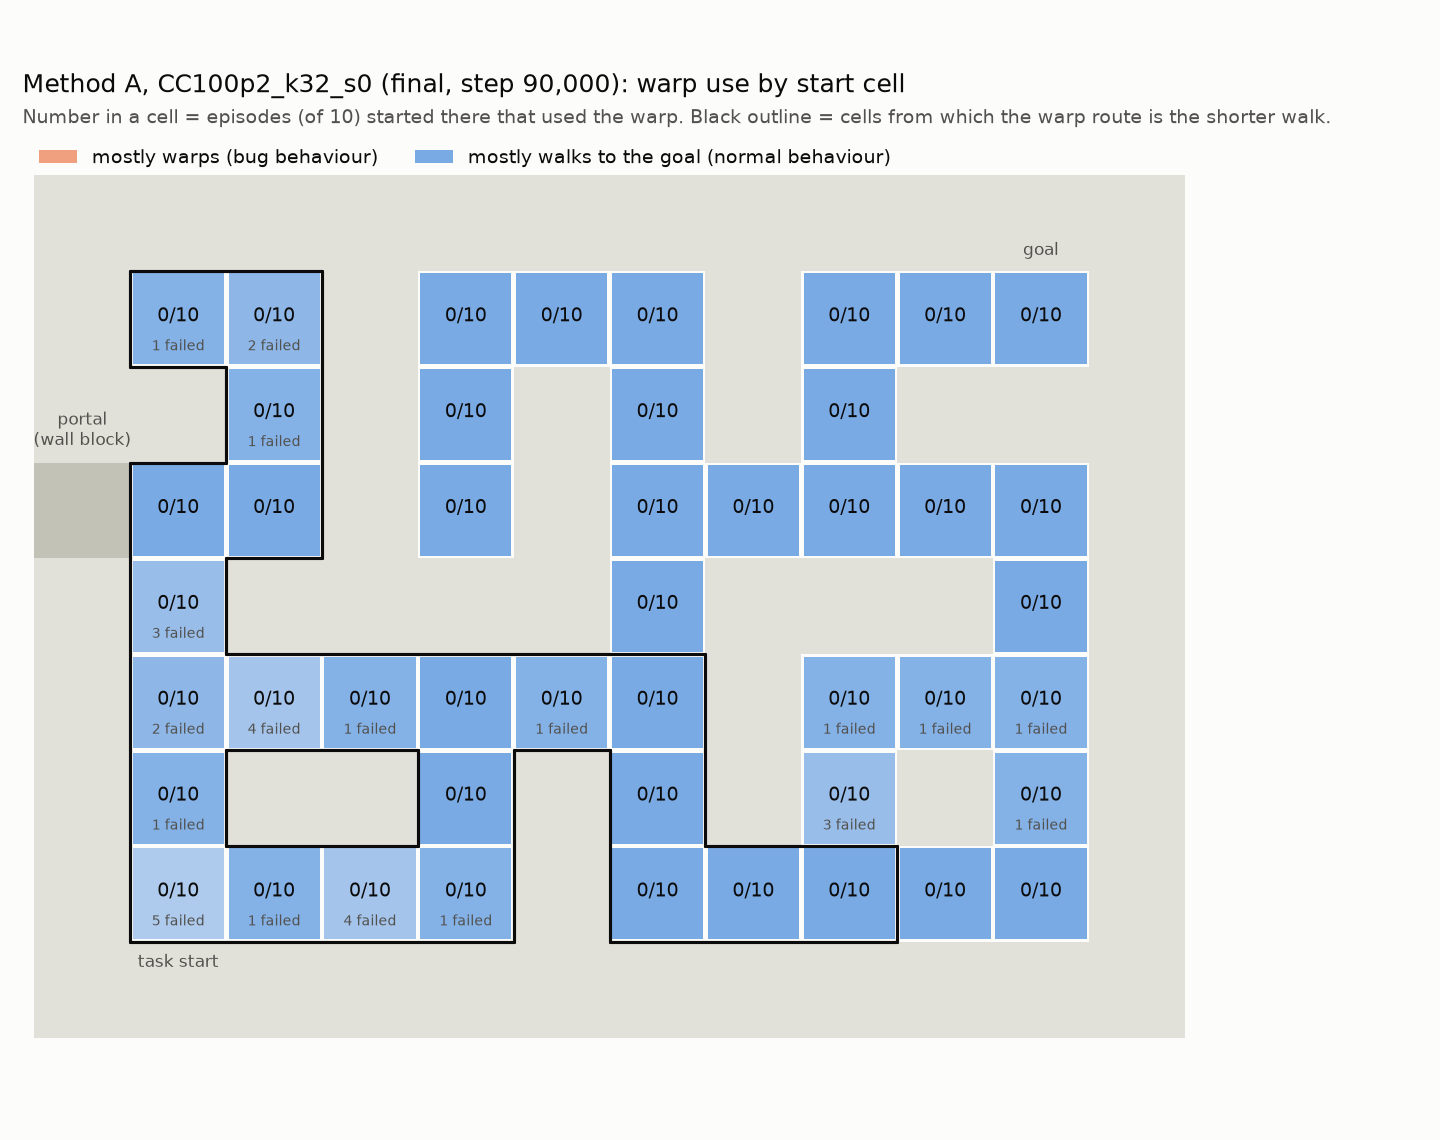 Method A, CC100p2_k32_s0 (final, step 90,000): warp use by start cell
Number in a cell = episodes (of 10) started there that used the warp. Black outline = cells from which the warp route is the shorter walk.
mostly warps (bug behaviour) mostly walks to the goal (normal behaviour)
goal
0/10 0/10 0/10 0/10 0/10 0/10 0/10 0/10
1 failed 2 failed
portal
(wall block)
0/10 0/10 0/10 0/10
1 failed
0/10 0/10 0/10 0/10 0/10 0/10 0/10 0/10
0/10 0/10 0/10
3 failed
0/10 0/10 0/10 0/10 0/10 0/10 0/10 0/10 0/10
2 failed 4 failed 1 failed 1 failed 1 failed 1 failed 1 failed
0/10 0/10 0/10 0/10 0/10
1 failed 3 failed 1 failed
0/10 0/10 0/10 0/10 0/10 0/10 0/10 0/10 0/10
5 failed 1 failed 4 failed 1 failed
task start